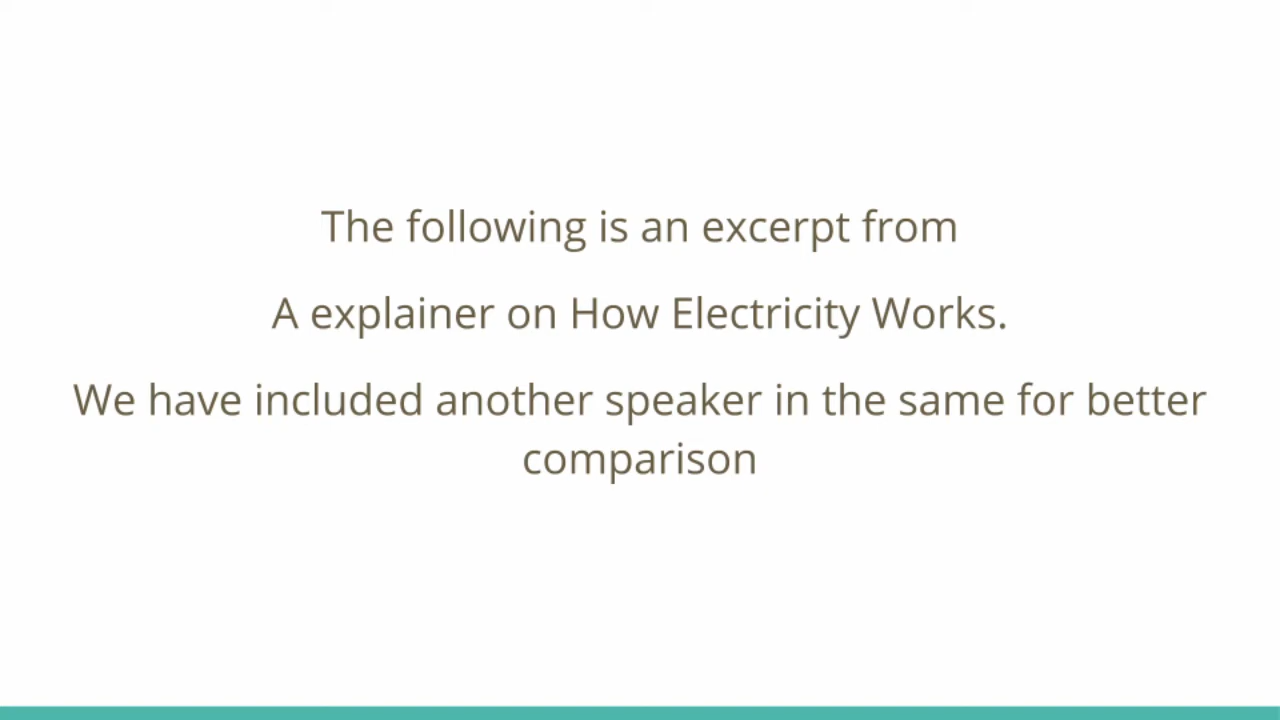 The following is an excerpt from
A explainer on How Electricity Works.
We have included another speaker in the same for better
comparison